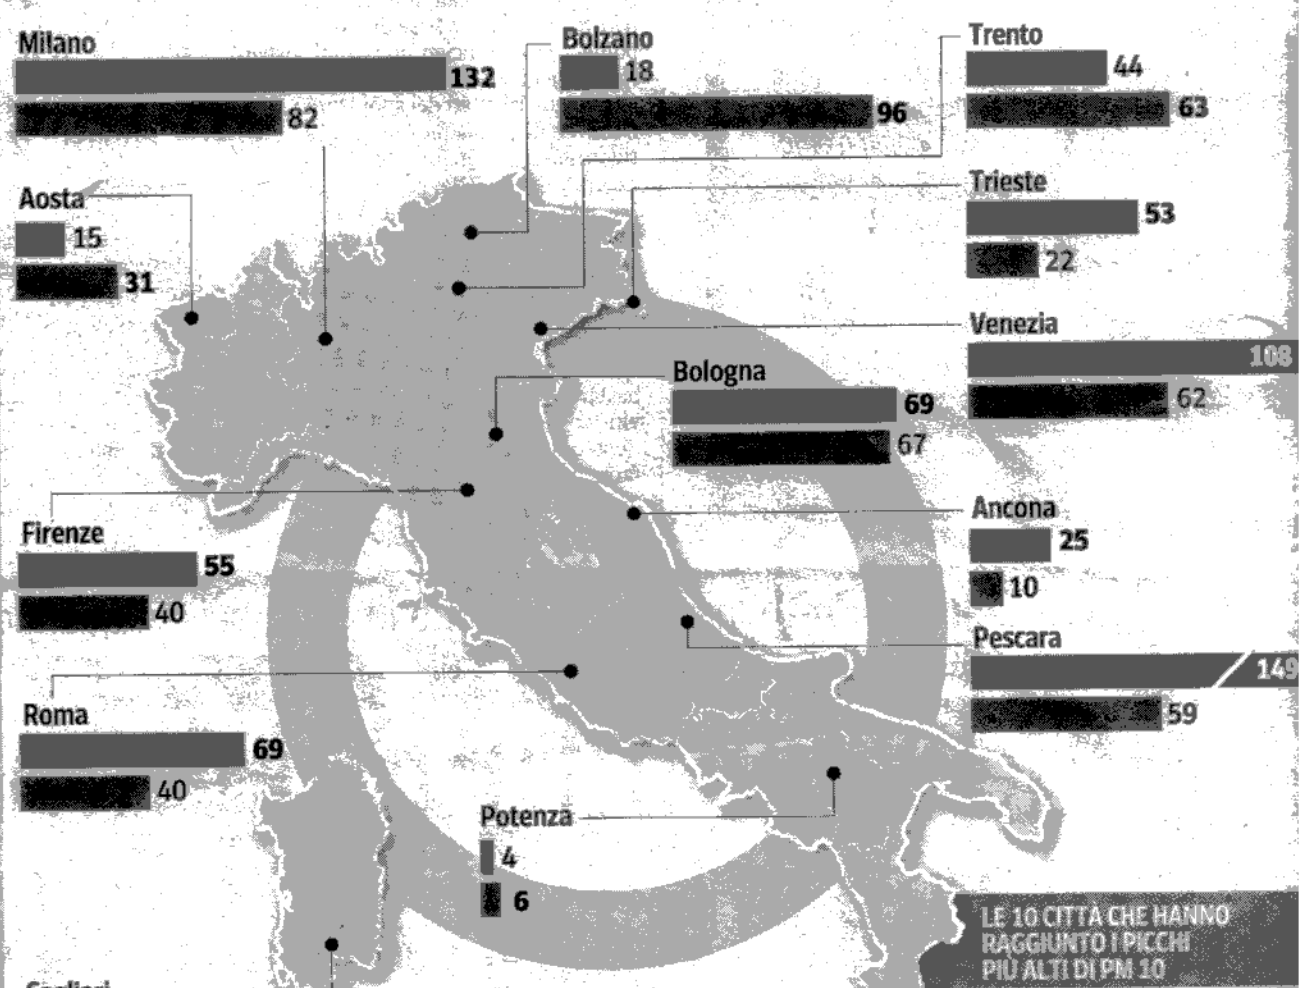 Milano
132
82
Bolzano
18
96
Trento
44
63
Aosta
15
31
Trieste
53
22
Venezia
108
62
Bologna
69
67
Firenze
55
40
Ancona
25
10
Pescara
149
59
Roma
69
40
Potenza
4
6
LE 10 CITTÀ CHE HANNO
RAGGIUNTO I PICCHI
PIÙ ALTI DI PM 10
Cagliari